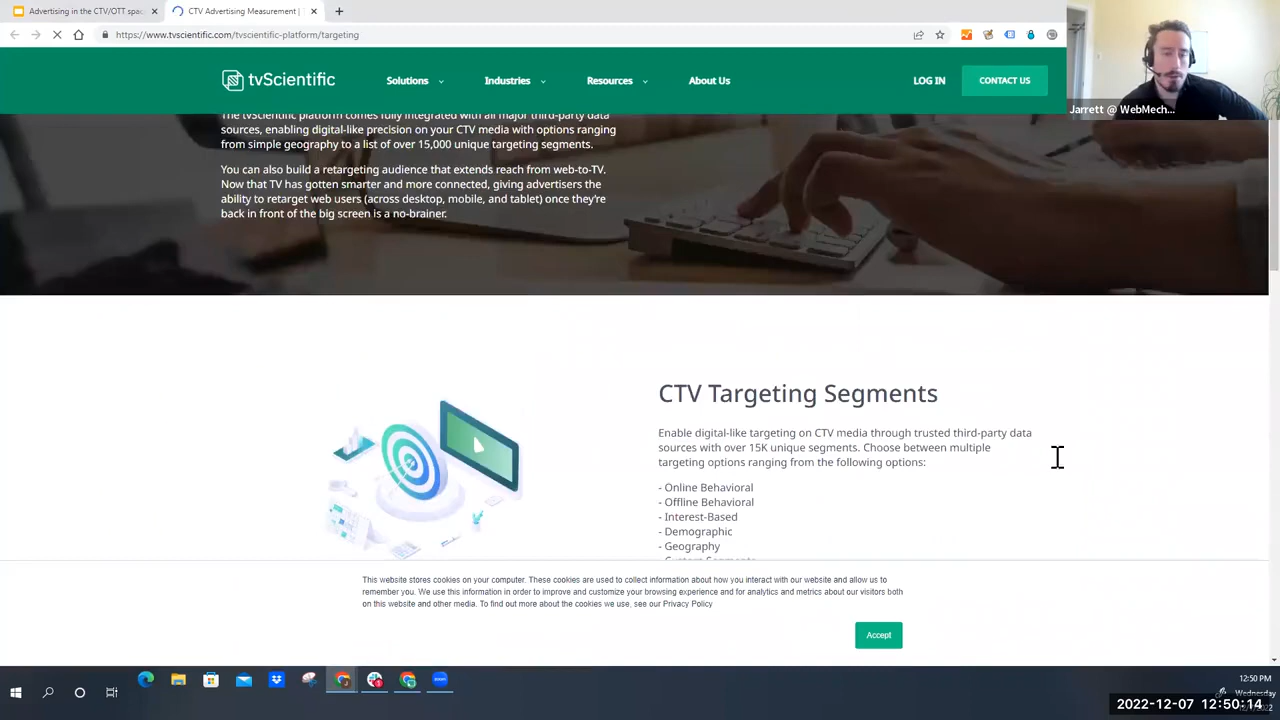 Advertising in the CTV/OTT spac
CTV Advertising Measurement |
https://www.tvscientific.com/tvscientific-platform/targeting
tvScientific
Solutions
Industries
Resources
About Us
LOG IN
CONTACT US
Jarrett @ WebMech...
The tvScientific platform comes fully integrated with all major third-party data
sources, enabling digital-like precision on your CTV media with options ranging
from simple geography to a list of over 15,000 unique targeting segments.
You can also build a retargeting audience that extends reach from web-to-TV.
Now that TV has gotten smarter and more connected, giving advertisers the
ability to retarget web users (across desktop, mobile, and tablet) once they're
back in front of the big screen is a no-brainer.
CTV Targeting Segments
Enable digital-like targeting on CTV media through trusted third-party data
sources with over 15K unique segments. Choose between multiple
targeting options ranging from the following options:
- Online Behavioral
- Offline Behavioral
- Interest-Based
- Demographic
- Geography
This website stores cookies on your computer. These cookies are used to collect information about how you interact with our website and allow us to
remember you. We use this information in order to improve and customize your browsing experience and for analytics and metrics about our visitors both
on this website and other media. To find out more about the cookies we use, see our Privacy Policy
Accept
12:50 PM
Wednesday
2022-12-07 12:50:14